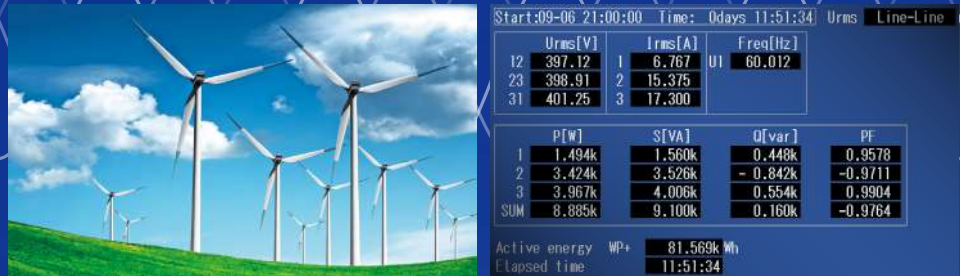 Start:09-06 21:00:00 Time: 0days 11:51:34 Urms Line-Line
Urms[V] Irms[A] Freq[Hz]
12 397.12 1 6.767 U1 60.012
23 398.91 2 15.375
31 401.25 3 17.300
P[W] S[VA] Q[var] PF
1 1.494k 1.560k 0.448k 0.9578
2 3.424k 3.526k - 0.842k -0.9711
3 3.967k 4.006k 0.554k 0.9904
SUM 8.885k 9.100k 0.160k -0.9764
Active energy WP+ 81.569k Wh
Elapsed time 11:51:34